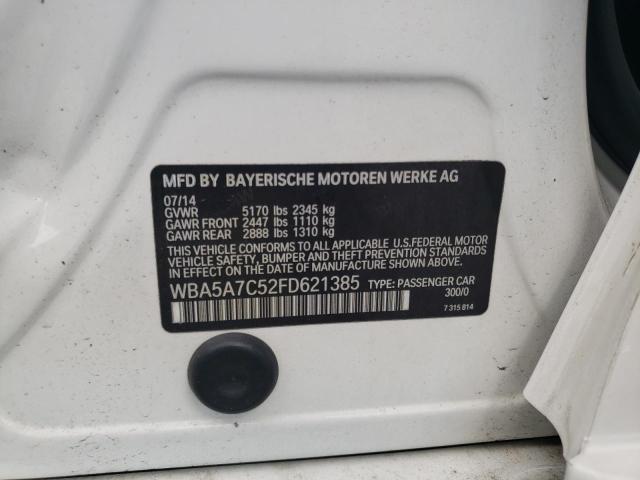 MFD BY BAYERISCHE MOTOREN WERKE AG
07/14
GVWR 5170 lbs 2345 kg
GAWR FRONT 2447 lbs 1110 kg
GAWR REAR 2888 lbs 1310 kg
THIS VEHICLE CONFORMS TO ALL APPLICABLE U.S.FEDERAL MOTOR
VEHICLE SAFETY, BUMPER AND THEFT PREVENTION STANDARDS
IN EFFECT ON THE DATE OF MANUFACTURE SHOWN ABOVE.
WBA5A7C52FD621385 TYPE: PASSENGER CAR
300/0
7 315 814